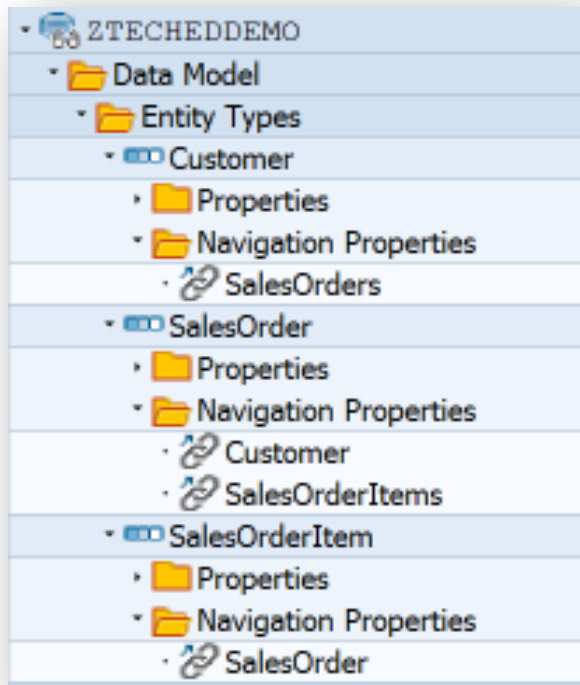 ZTECHEDDEMO
Data Model
Entity Types
Customer
Properties
Navigation Properties
SalesOrders
SalesOrder
Properties
Navigation Properties
Customer
SalesOrderItems
SalesOrderItem
Properties
Navigation Properties
SalesOrder